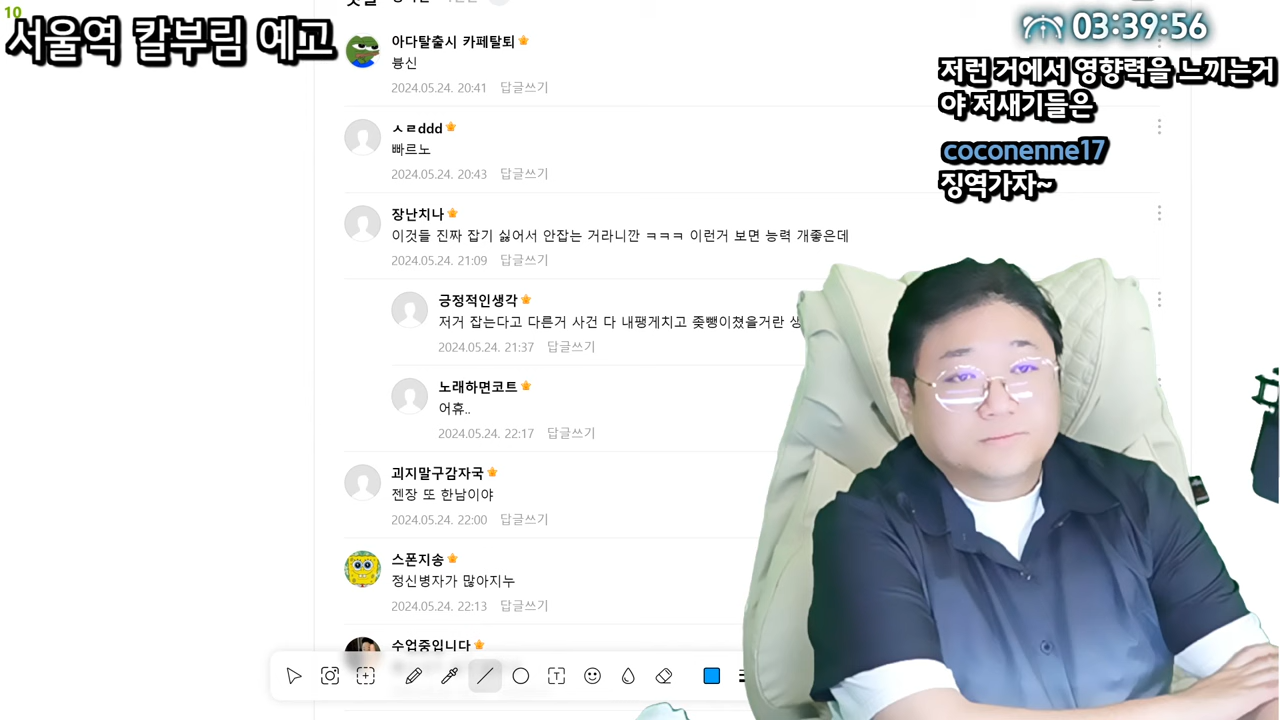 10
서울역 칼부림 예고
03:39:56
저런 거에서 영향력을 느끼는거
야 저새기들은
coconenne17
징역가자~
아다탈출시 카페탈퇴
븅신
2024.05.24. 20:41 답글쓰기
ㅅㄹddd
빠르노
2024.05.24. 20:43 답글쓰기
장난치나
이것들 진짜 잡기 싫어서 안잡는 거라니깐 ㅋㅋㅋ 이런거 보면 능력 개좋은데
2024.05.24. 21:09 답글쓰기
긍정적인생각
저거 잡는다고 다른거 사건 다 내팽게치고 좆뺑이쳤을거란 생
2024.05.24. 21:37 답글쓰기
노래하면코트
어휴..
2024.05.24. 22:17 답글쓰기
괴지말구감자국
젠장 또 한남이야
2024.05.24. 22:00 답글쓰기
스폰지송
정신병자가 많아지누
2024.05.24. 22:13 답글쓰기
수업중입니다